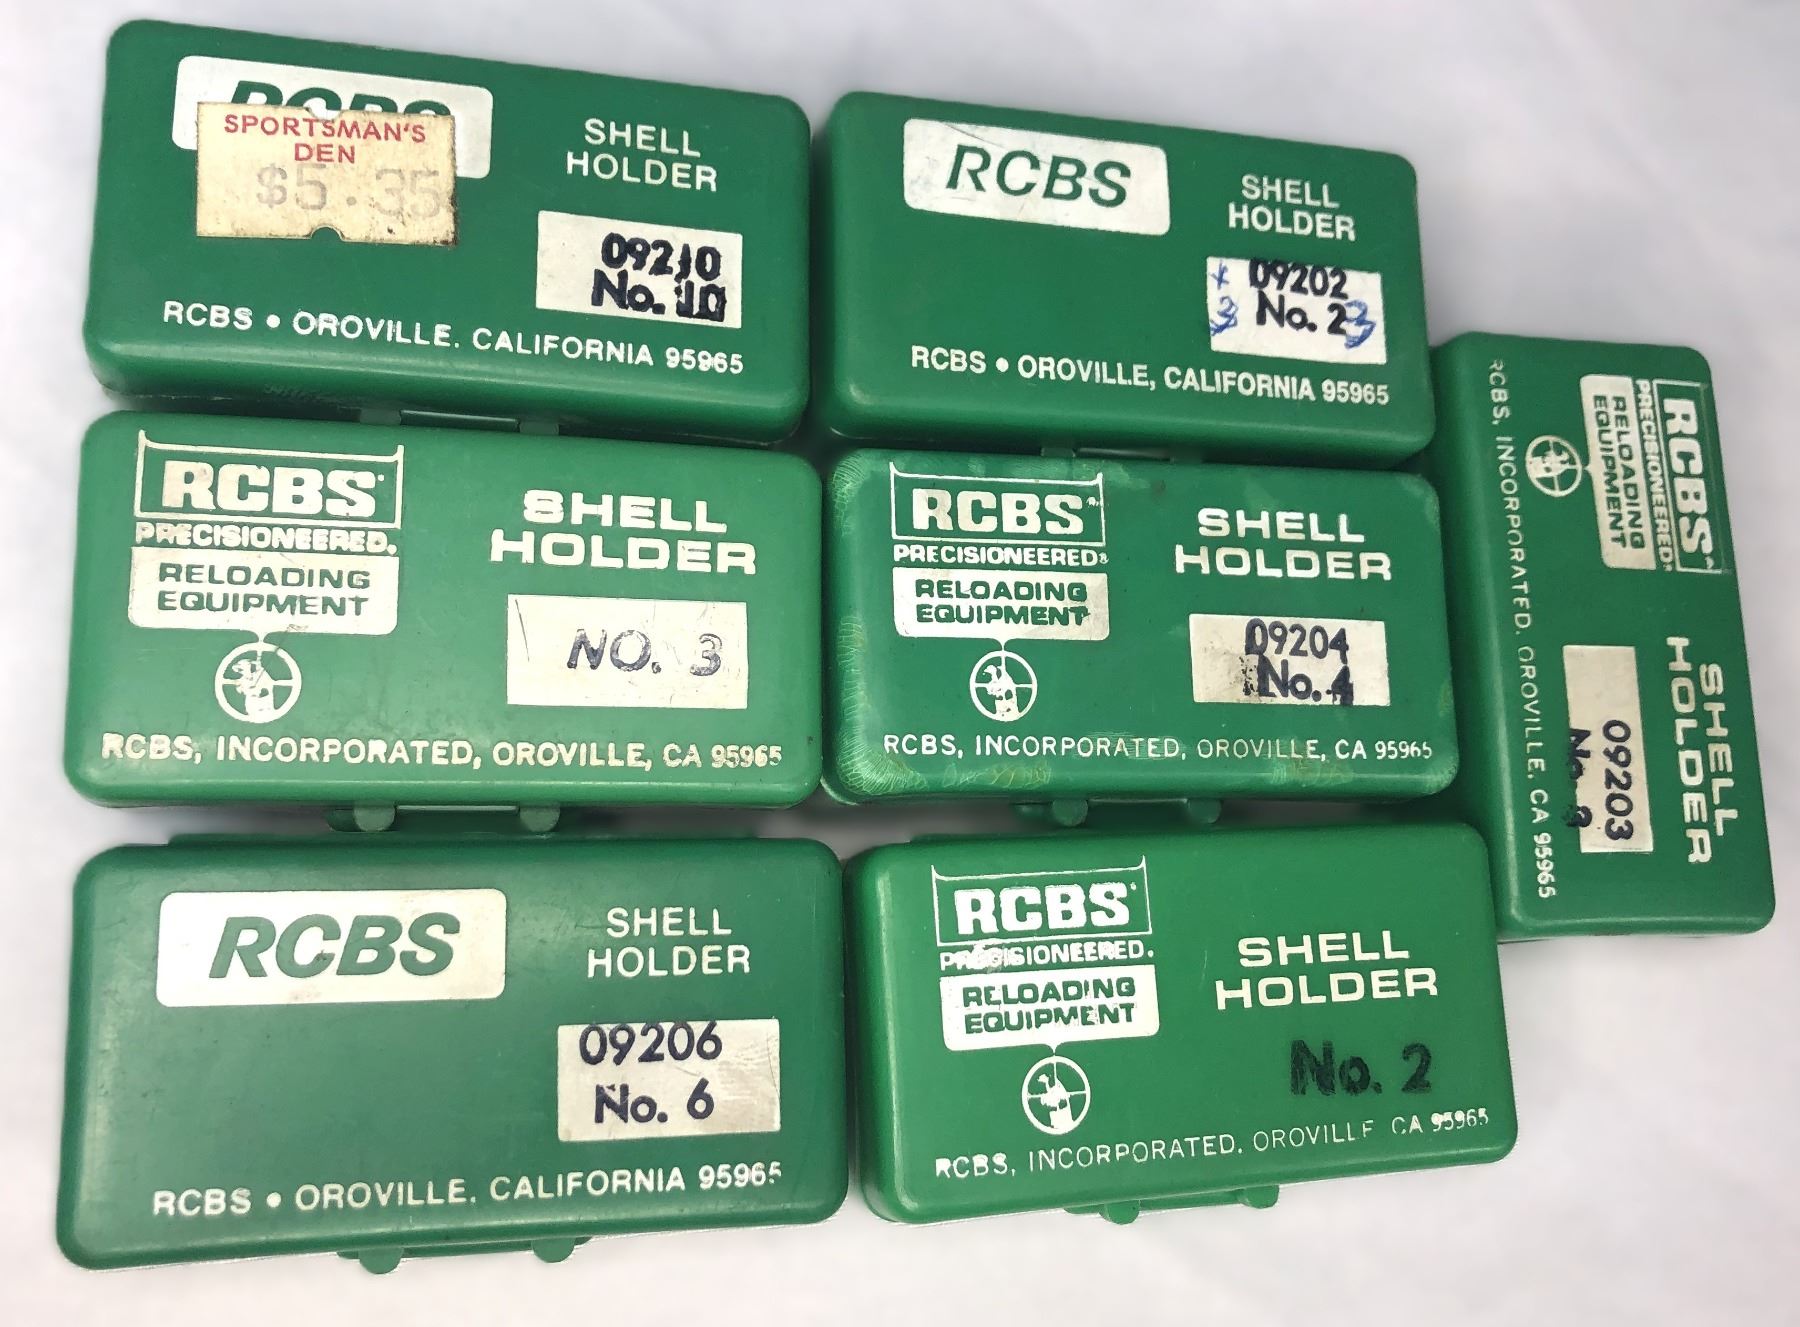 RCBS
SPORTSMAN'S
DEN
$5.35
SHELL
HOLDER
09210
No. 10
RCBS • OROVILLE. CALIFORNIA 95965
RCBS
SHELL
HOLDER
* 09202
3 No. 23
RCBS • OROVILLE, CALIFORNIA 95965
RCBS
PRECISIONEERED.
RELOADING
EQUIPMENT
SHELL
HOLDER
NO. 3
RCBS, INCORPORATED, OROVILLE, CA 95965
RCBS
PRECISIONEERED®
RELOADING
EQUIPMENT
SHELL
HOLDER
09204
No. 4
RCBS, INCORPORATED, OROVILLE, CA 95965
RCBS
PRECISIONEERED.
RELOADING
EQUIPMENT
SHELL
HOLDER
09203
No. 3
RCBS, INCORPORATED. OROVILLE, CA 95965
RCBS
SHELL
HOLDER
09206
No. 6
RCBS • OROVILLE. CALIFORNIA 95965
RCBS
PRECISIONEERED.
RELOADING
EQUIPMENT
SHELL
HOLDER
No. 2
RCBS, INCORPORATED. OROVILLE CA 95965